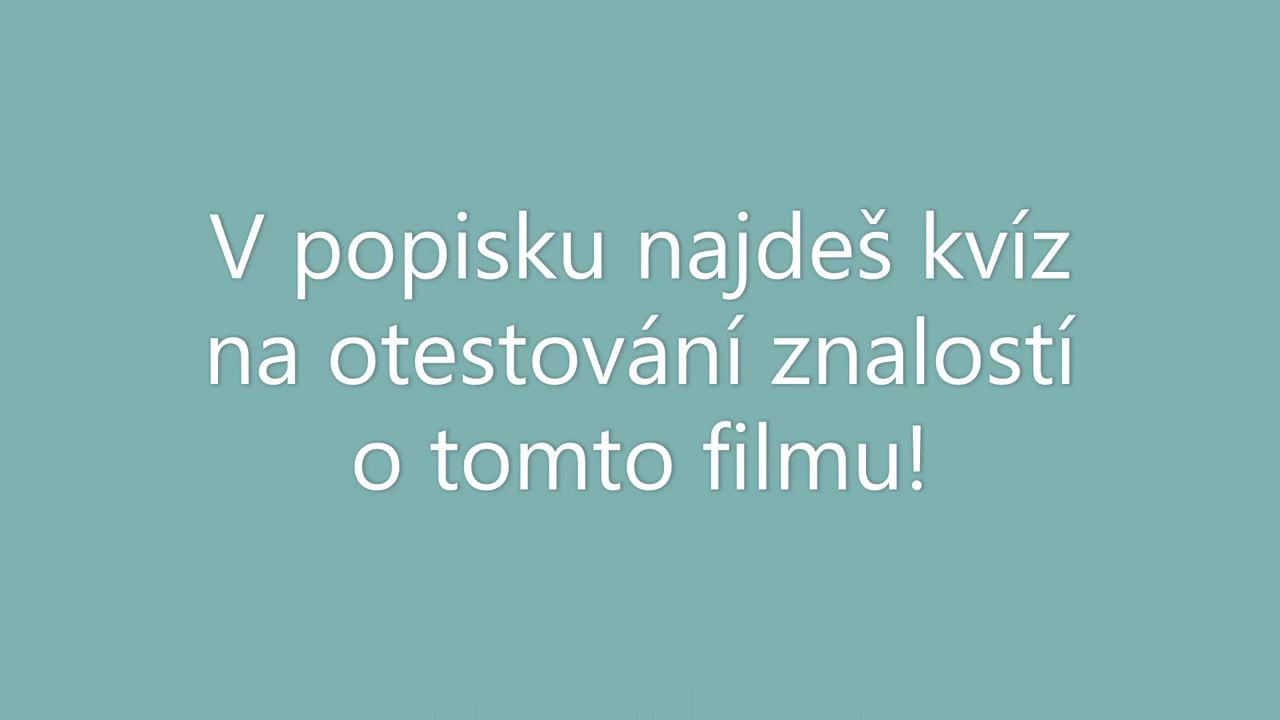 V popisku najdeš kvíz
na otestování znalostí
o tomto filmu!